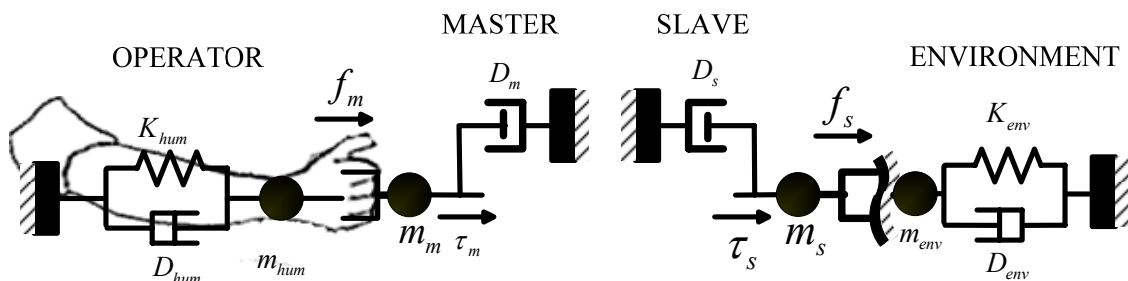 MASTER
SLAVE
OPERATOR
ENVIRONMENT
D_m
D_s
f_m
f_s
K_hum
K_env
m_m
τ_m
τ_s
m_s
m_env
D_hum
m_hum
D_env